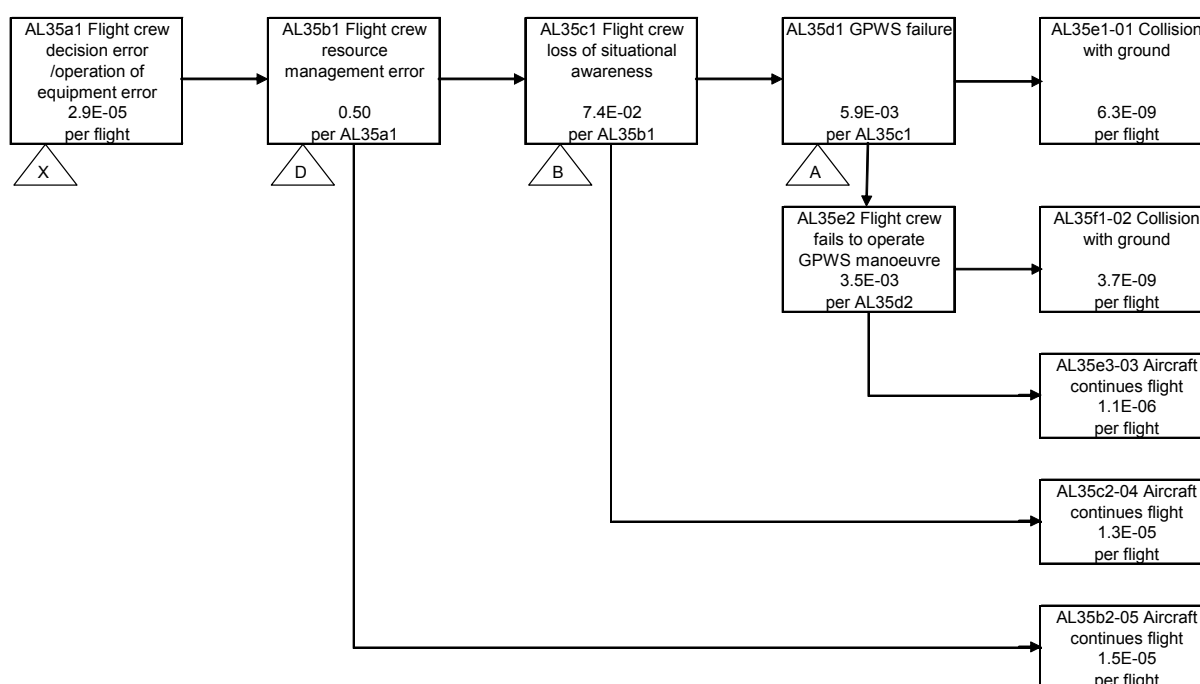 AL35a1 Flight crew
decision error
/operation of
equipment error
2.9E-05
per flight
X
AL35b1 Flight crew
resource
management error
0.50
per AL35a1
D
AL35c1 Flight crew
loss of situational
awareness
7.4E-02
per AL35b1
B
AL35d1 GPWS failure
5.9E-03
per AL35c1
A
AL35e1-01 Collision
with ground
6.3E-09
per flight
AL35e2 Flight crew
fails to operate
GPWS manoeuvre
3.5E-03
per AL35d2
AL35f1-02 Collision
with ground
3.7E-09
per flight
AL35e3-03 Aircraft
continues flight
1.1E-06
per flight
AL35c2-04 Aircraft
continues flight
1.3E-05
per flight
AL35b2-05 Aircraft
continues flight
1.5E-05
per flight